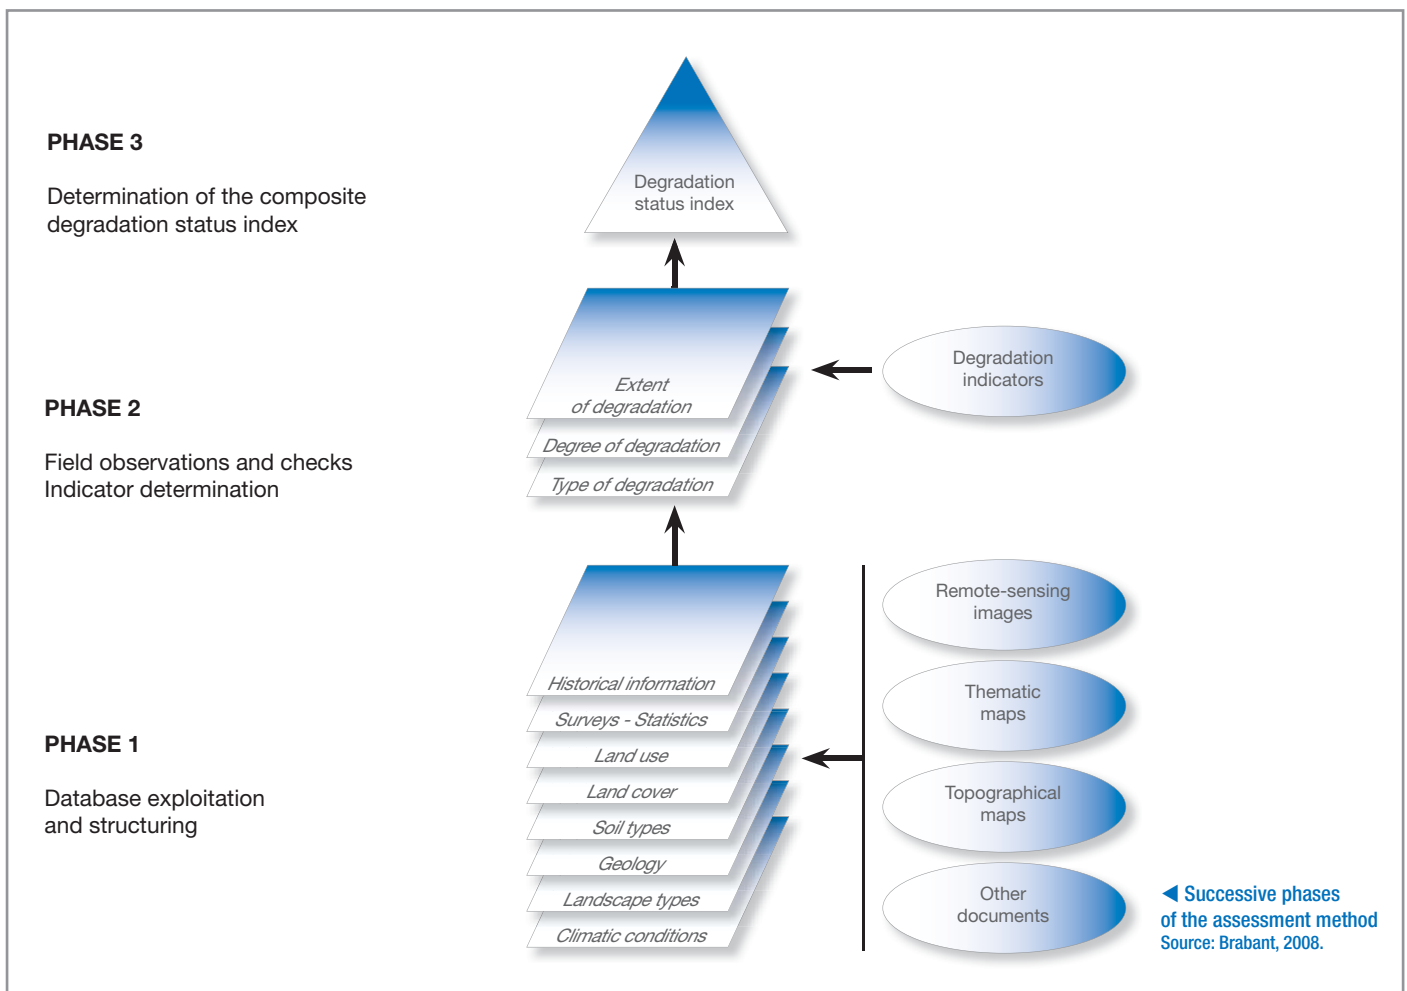 PHASE 3
Determination of the composite
degradation status index
Degradation
status index
PHASE 2
Field observations and checks
Indicator determination
Extent
of degradation
Degree of degradation
Type of degradation
Degradation
indicators
PHASE 1
Database exploitation
and structuring
Historical information
Surveys - Statistics
Land use
Land cover
Soil types
Geology
Landscape types
Climatic conditions
Remote-sensing
images
Thematic
maps
Topographical
maps
Other
documents
◄ Successive phases
of the assessment method
Source: Brabant, 2008.